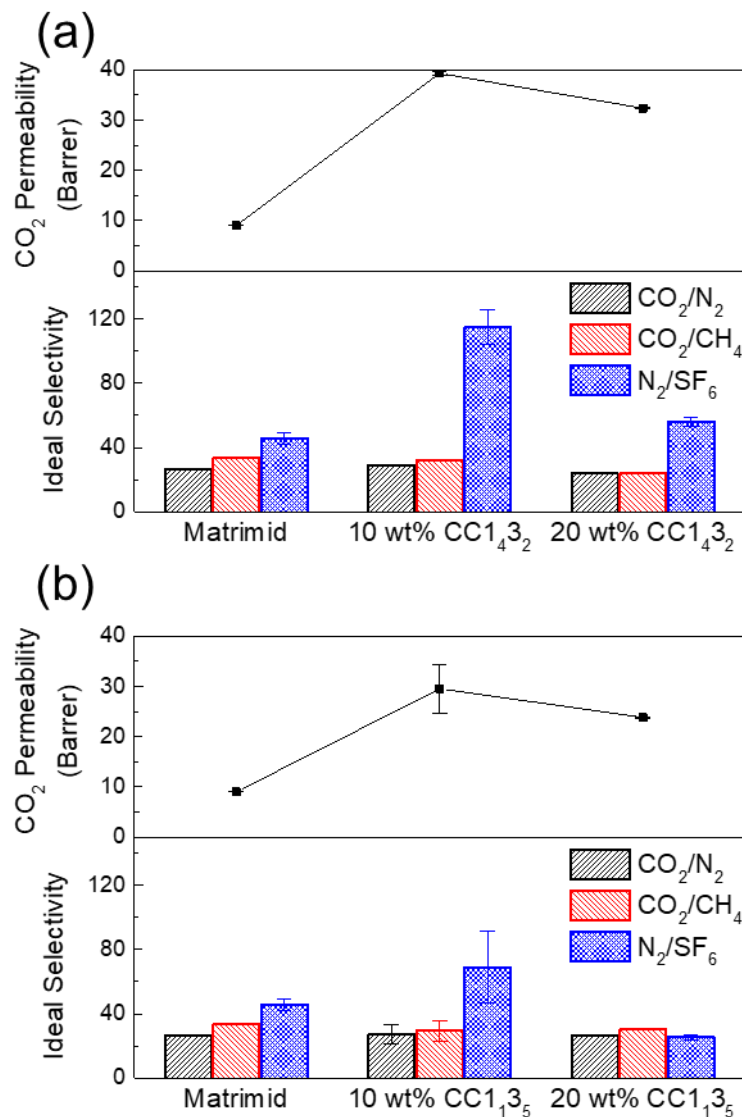 (a)
CO₂ Permeability
(Barrer)
40
30
20
10
0
Ideal Selectivity
120
80
40
0
CO₂/N₂
CO₂/CH₄
N₂/SF₆
Matrimid
10 wt% CC1₄3₂
20 wt% CC1₄3₂
(b)
CO₂ Permeability
(Barrer)
40
30
20
10
0
Ideal Selectivity
120
80
40
0
CO₂/N₂
CO₂/CH₄
N₂/SF₆
Matrimid
10 wt% CC1₁3₅
20 wt% CC1₁3₅